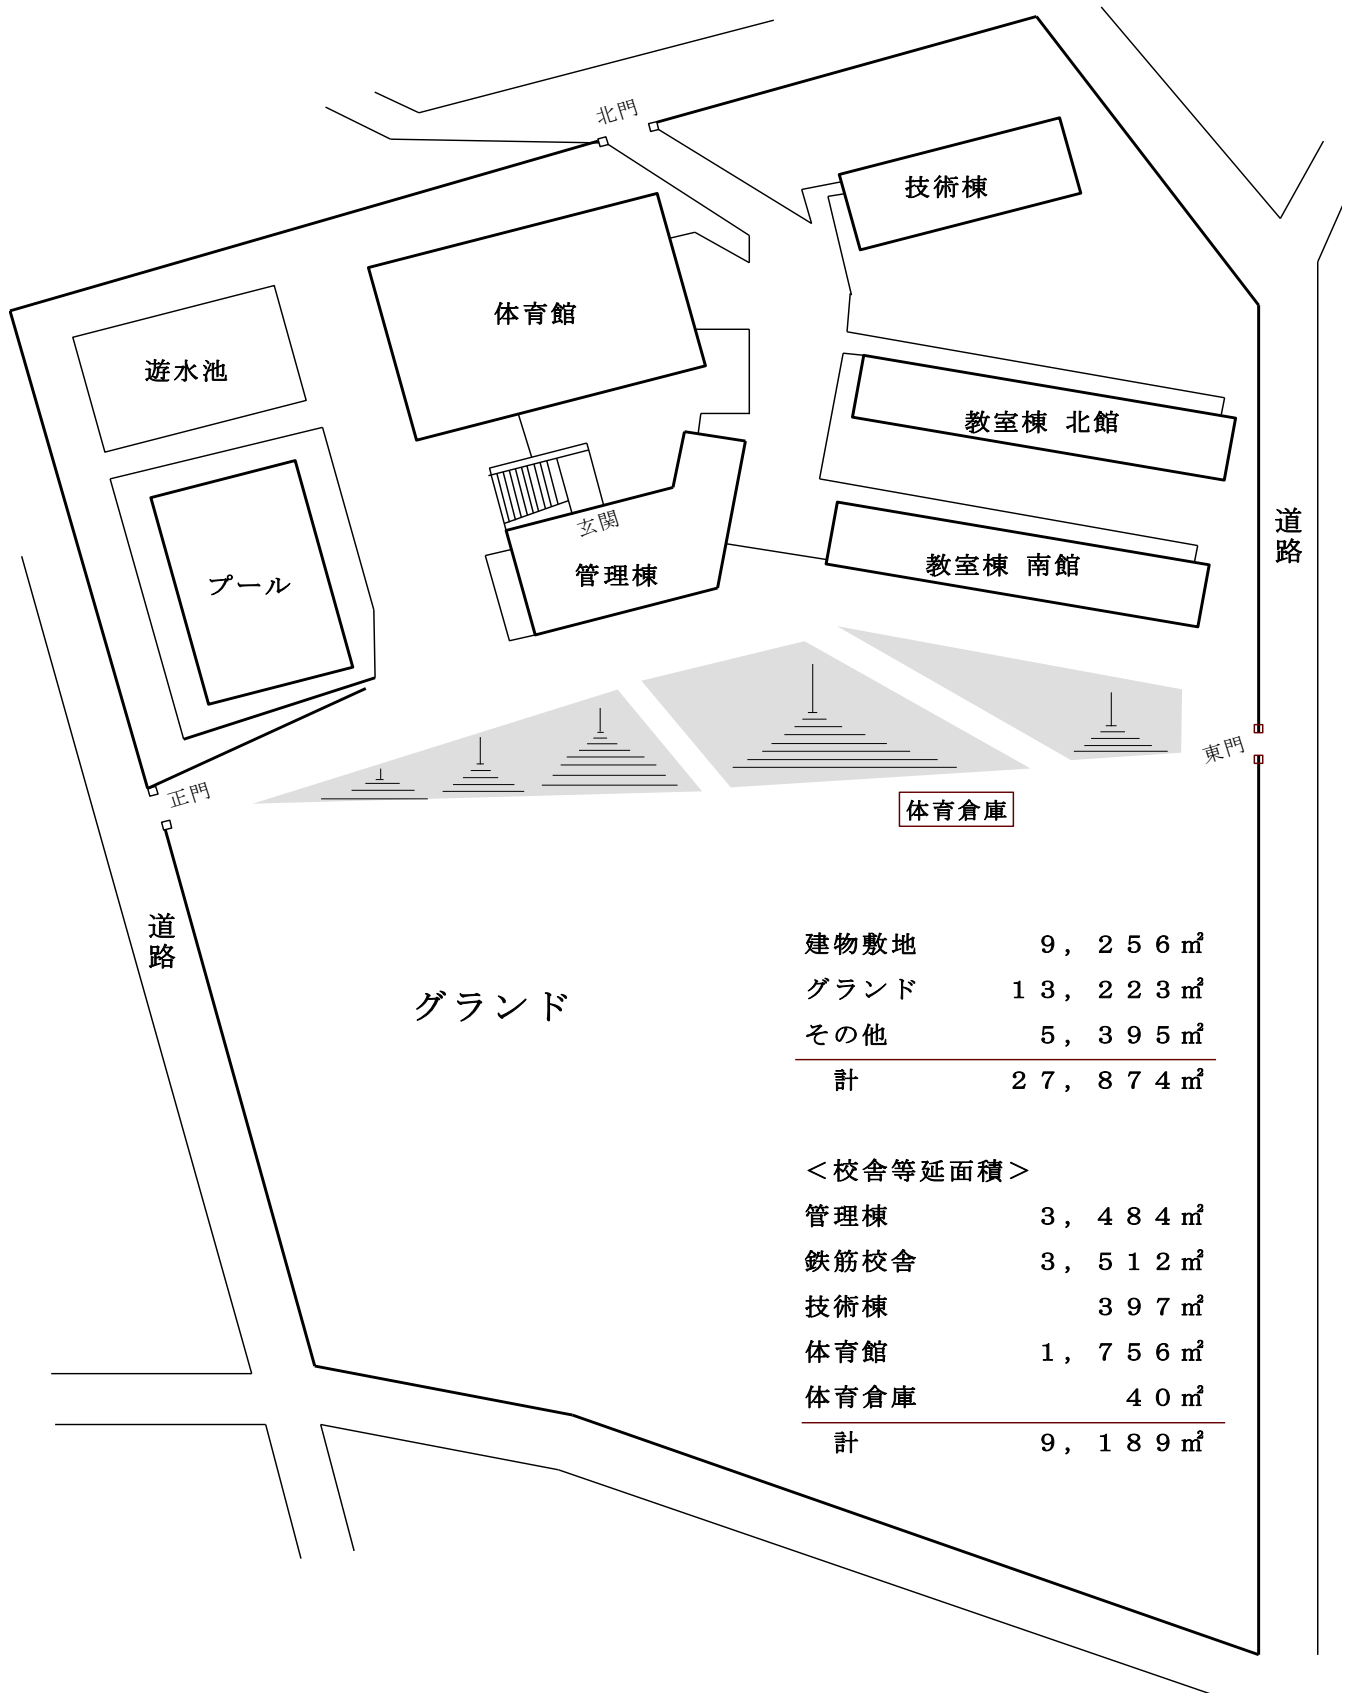 北門
技術棟
体育館
遊水池
教室棟 北館
玄関
道路
教室棟 南館
管理棟
プール
東門
正門
体育倉庫
道路
グランド
建物敷地 9,256㎡
グランド 13,223㎡
その他 5,395㎡
計 27,874㎡
<校舎等延面積>
管理棟 3,484㎡
鉄筋校舎 3,512㎡
技術棟 397㎡
体育館 1,756㎡
体育倉庫 40㎡
計 9,189㎡